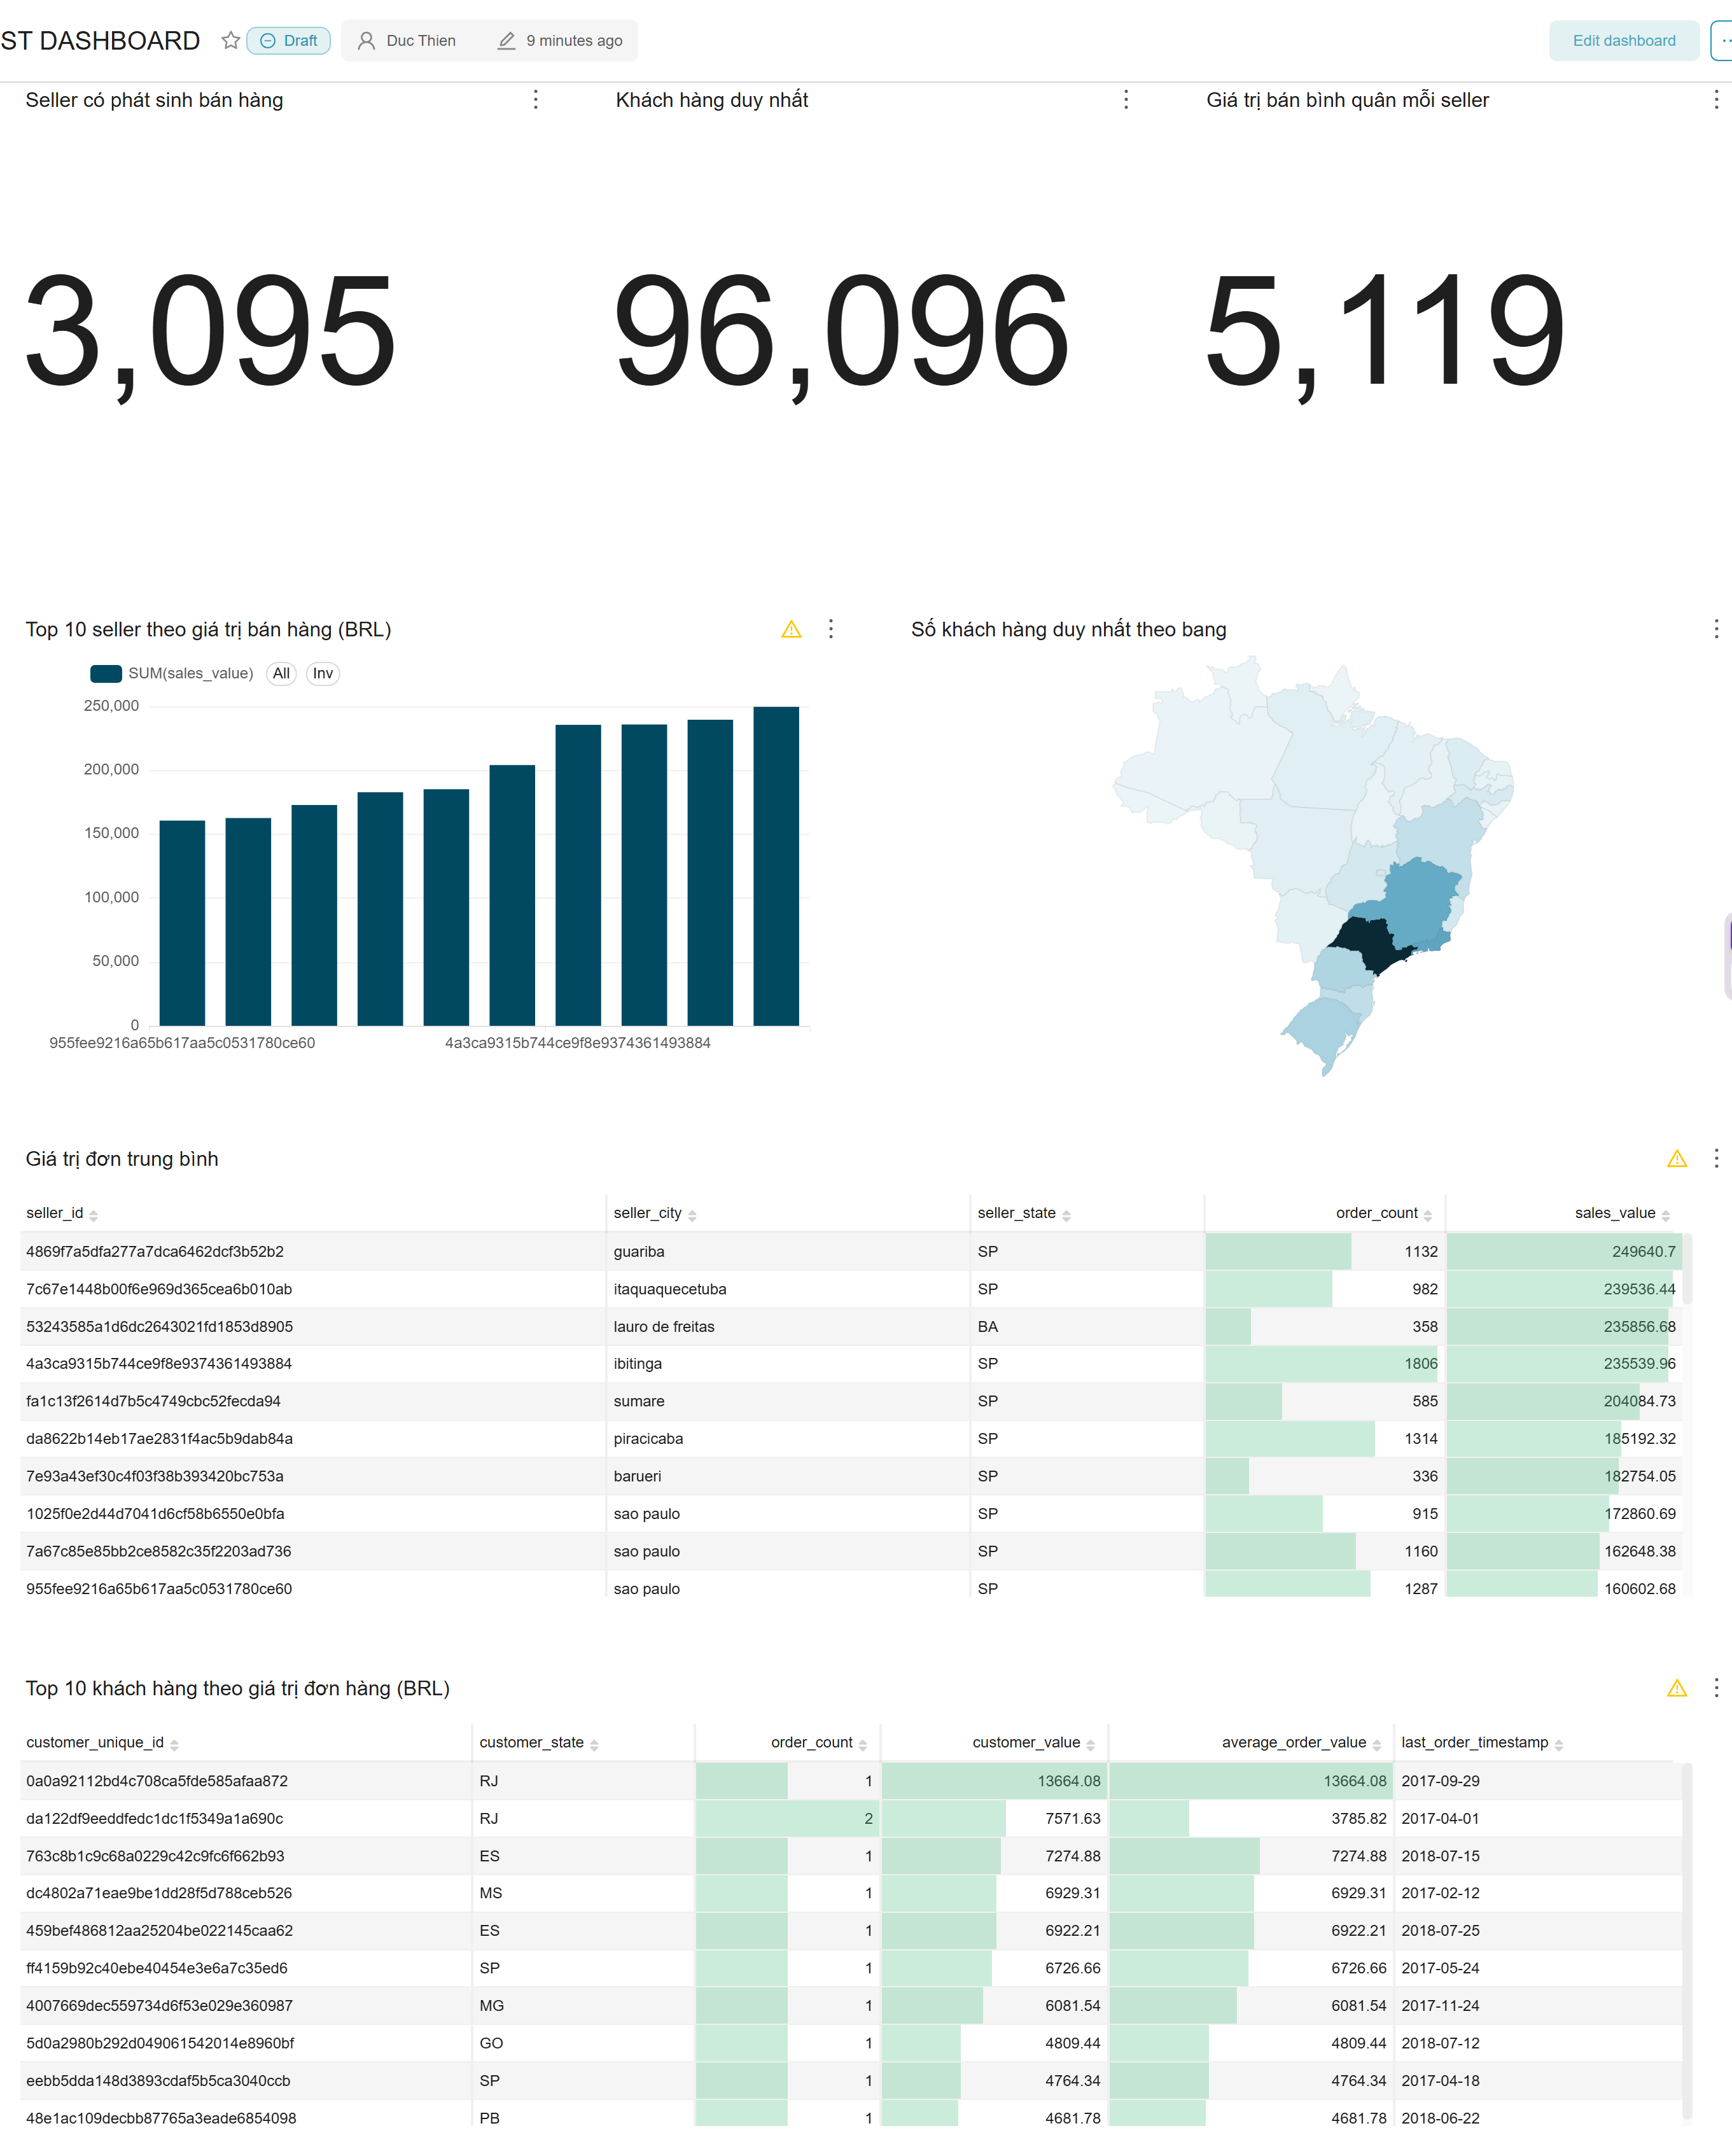 ST DASHBOARD Draft Duc Thien 9 minutes ago Edit dashboard
Seller có phát sinh bán hàng
Khách hàng duy nhất
Giá trị bán bình quân mỗi seller
3,095
96,096
5,119
Top 10 seller theo giá trị bán hàng (BRL)
SUM(sales_value) All Inv
250,000
200,000
150,000
100,000
50,000
0
955fee9216a65b617aa5c0531780ce60 4a3ca9315b744ce9f8e9374361493884
Số khách hàng duy nhất theo bang
Giá trị đơn trung bình
seller_id seller_city seller_state order_count sales_value
4869f7a5dfa277a7dca6462dcf3b52b2 guariba SP 1132 249640.7
7c67e1448b00f6e969d365cea6b010ab itaquaquecetuba SP 982 239536.44
53243585a1d6dc2643021fd1853d8905 lauro de freitas BA 358 235856.68
4a3ca9315b744ce9f8e9374361493884 ibitinga SP 1806 235539.96
fa1c13f2614d7b5c4749cbc52fecda94 sumare SP 585 204084.73
da8622b14eb17ae2831f4ac5b9dab84a piracicaba SP 1314 185192.32
7e93a43ef30c4f03f38b393420bc753a barueri SP 336 182754.05
1025f0e2d44d7041d6cf58b6550e0bfa sao paulo SP 915 172860.69
7a67c85e85bb2ce8582c35f2203ad736 sao paulo SP 1160 162648.38
955fee9216a65b617aa5c0531780ce60 sao paulo SP 1287 160602.68
Top 10 khách hàng theo giá trị đơn hàng (BRL)
customer_unique_id customer_state order_count customer_value average_order_value last_order_timestamp
0a0a92112bd4c708ca5fde585afaa872 RJ 1 13664.08 13664.08 2017-09-29
da122df9eeddfedc1dc1f5349a1a690c RJ 2 7571.63 3785.82 2017-04-01
763c8b1c9c68a0229c42c9fc6f662b93 ES 1 7274.88 7274.88 2018-07-15
dc4802a71eae9be1dd28f5d788ceb526 MS 1 6929.31 6929.31 2017-02-12
459bef486812aa25204be022145caa62 ES 1 6922.21 6922.21 2018-07-25
ff4159b92c40ebe40454e3e6a7c35ed6 SP 1 6726.66 6726.66 2017-05-24
4007669dec559734d6f53e029e360987 MG 1 6081.54 6081.54 2017-11-24
5d0a2980b292d049061542014e8960bf GO 1 4809.44 4809.44 2018-07-12
eebb5dda148d3893cdaf5b5ca3040ccb SP 1 4764.34 4764.34 2017-04-18
48e1ac109decbb87765a3eade6854098 PB 1 4681.78 4681.78 2018-06-22